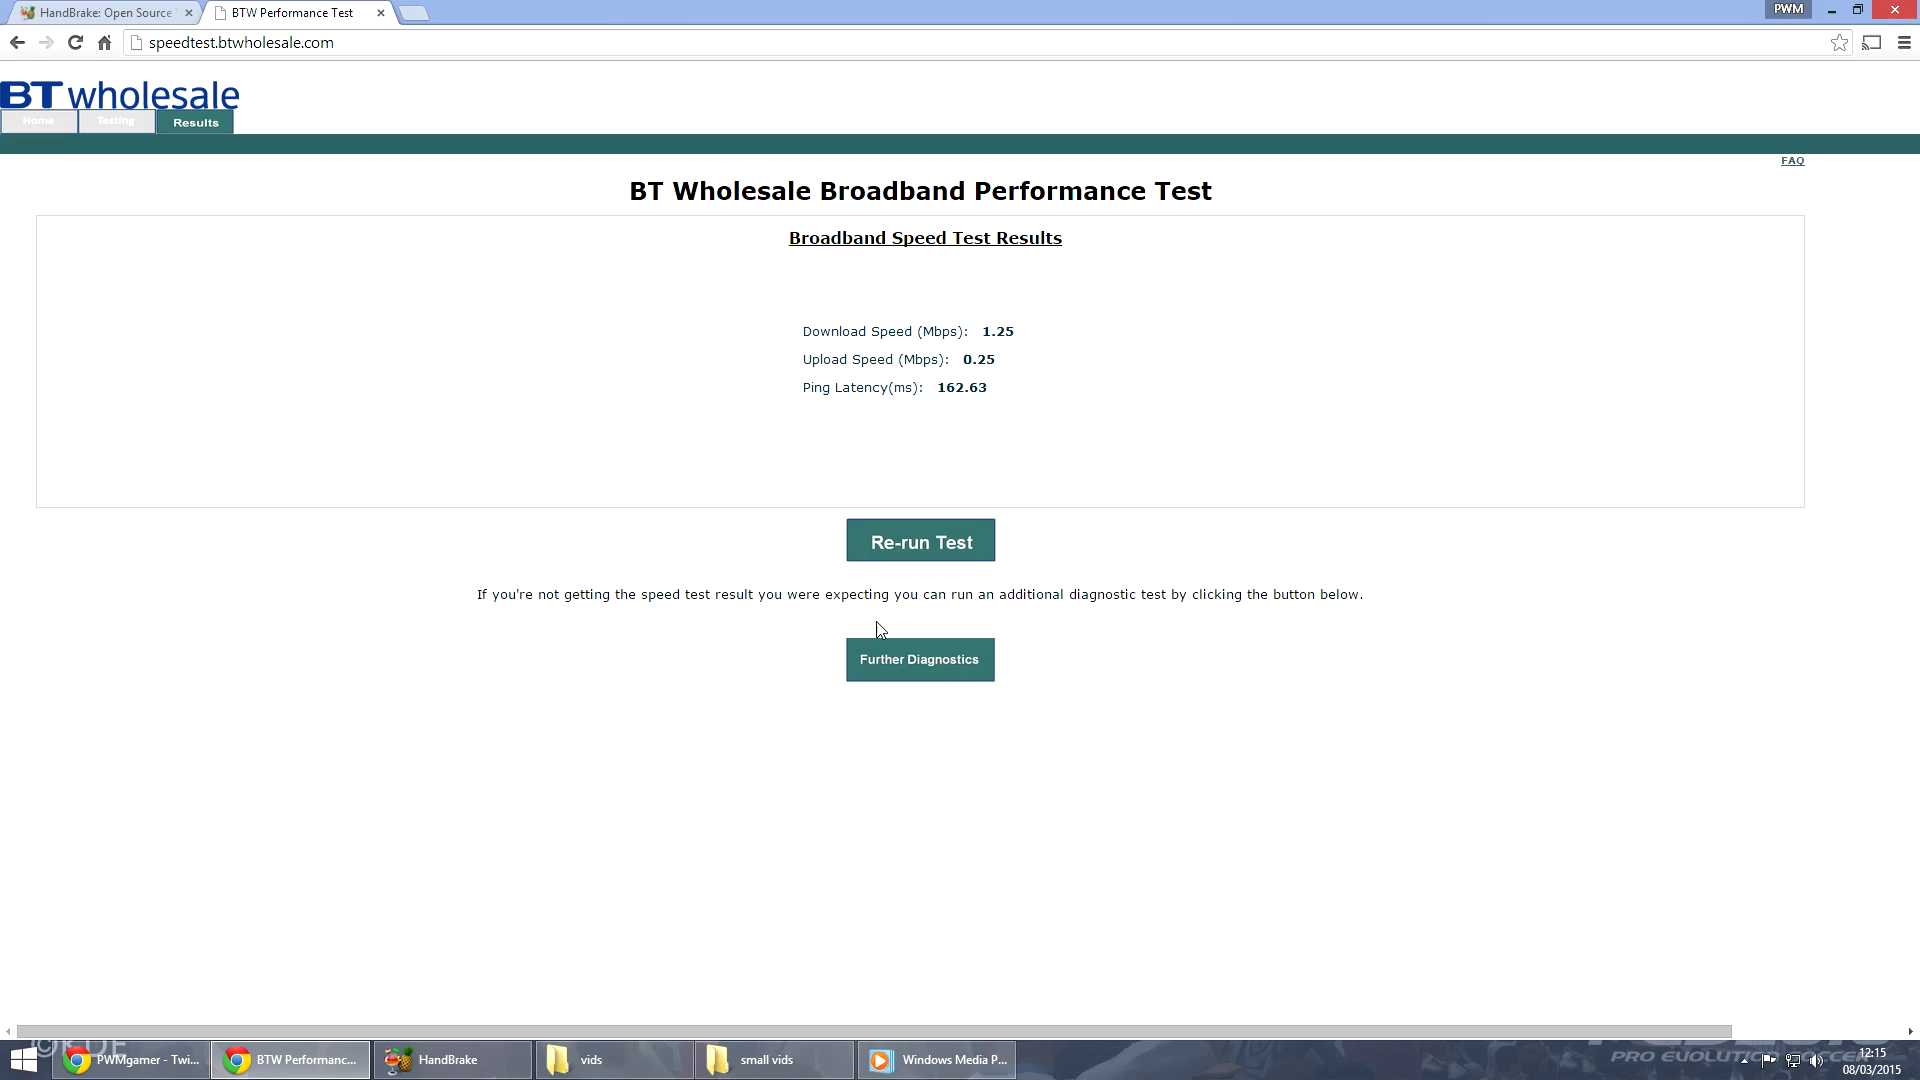 HandBrake: Open Source
BTW Performance Test
PWM
speedtest.btwholesale.com
BT wholesale
Home
Testing
Results
FAQ
BT Wholesale Broadband Performance Test
Broadband Speed Test Results
Download Speed (Mbps): 1.25
Upload Speed (Mbps): 0.25
Ping Latency(ms): 162.63
Re-run Test
If you're not getting the speed test result you were expecting you can run an additional diagnostic test by clicking the button below.
Further Diagnostics
PWMgamer - Twi...
BTW Performanc...
HandBrake
vids
small vids
Windows Media P...
PRO EVOLUTION SOCCER
12:15
08/03/2015